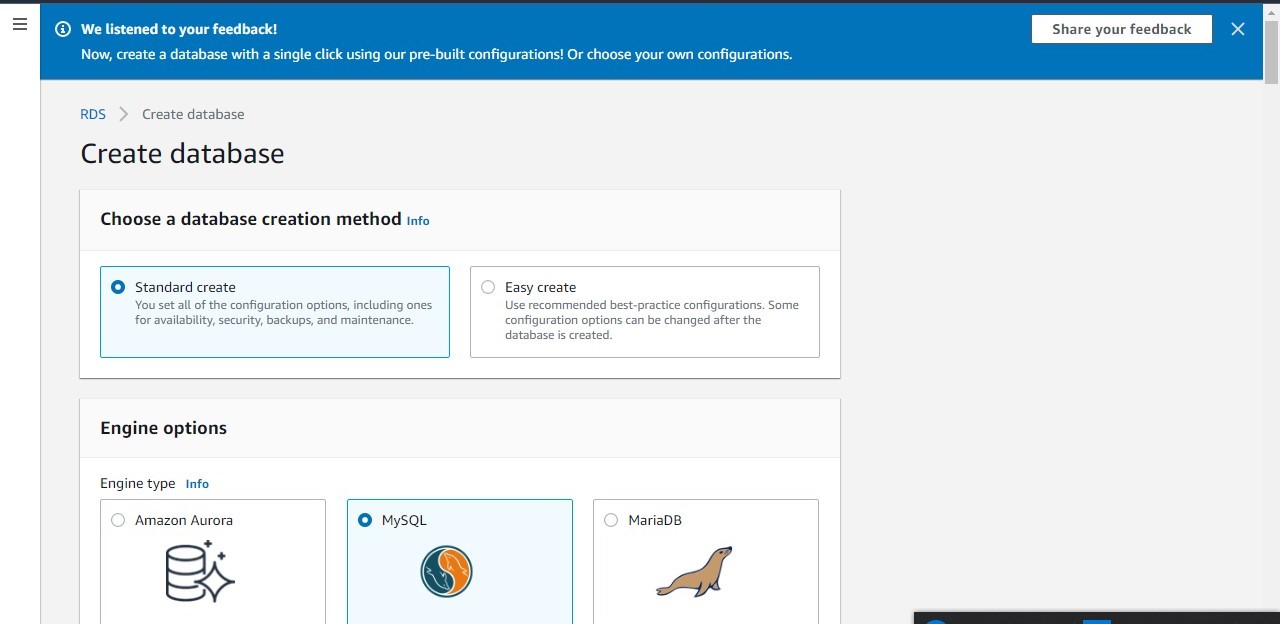 We listened to your feedback!
Now, create a database with a single click using our pre-built configurations! Or choose your own configurations.
Share your feedback
RDS
Create database
Create database
Choose a database creation method Info
Standard create
You set all of the configuration options, including ones
for availability, security, backups, and maintenance.
Easy create
Use recommended best-practice configurations. Some
configuration options can be changed after the
database is created.
Engine options
Engine type Info
Amazon Aurora
MySQL
MariaDB